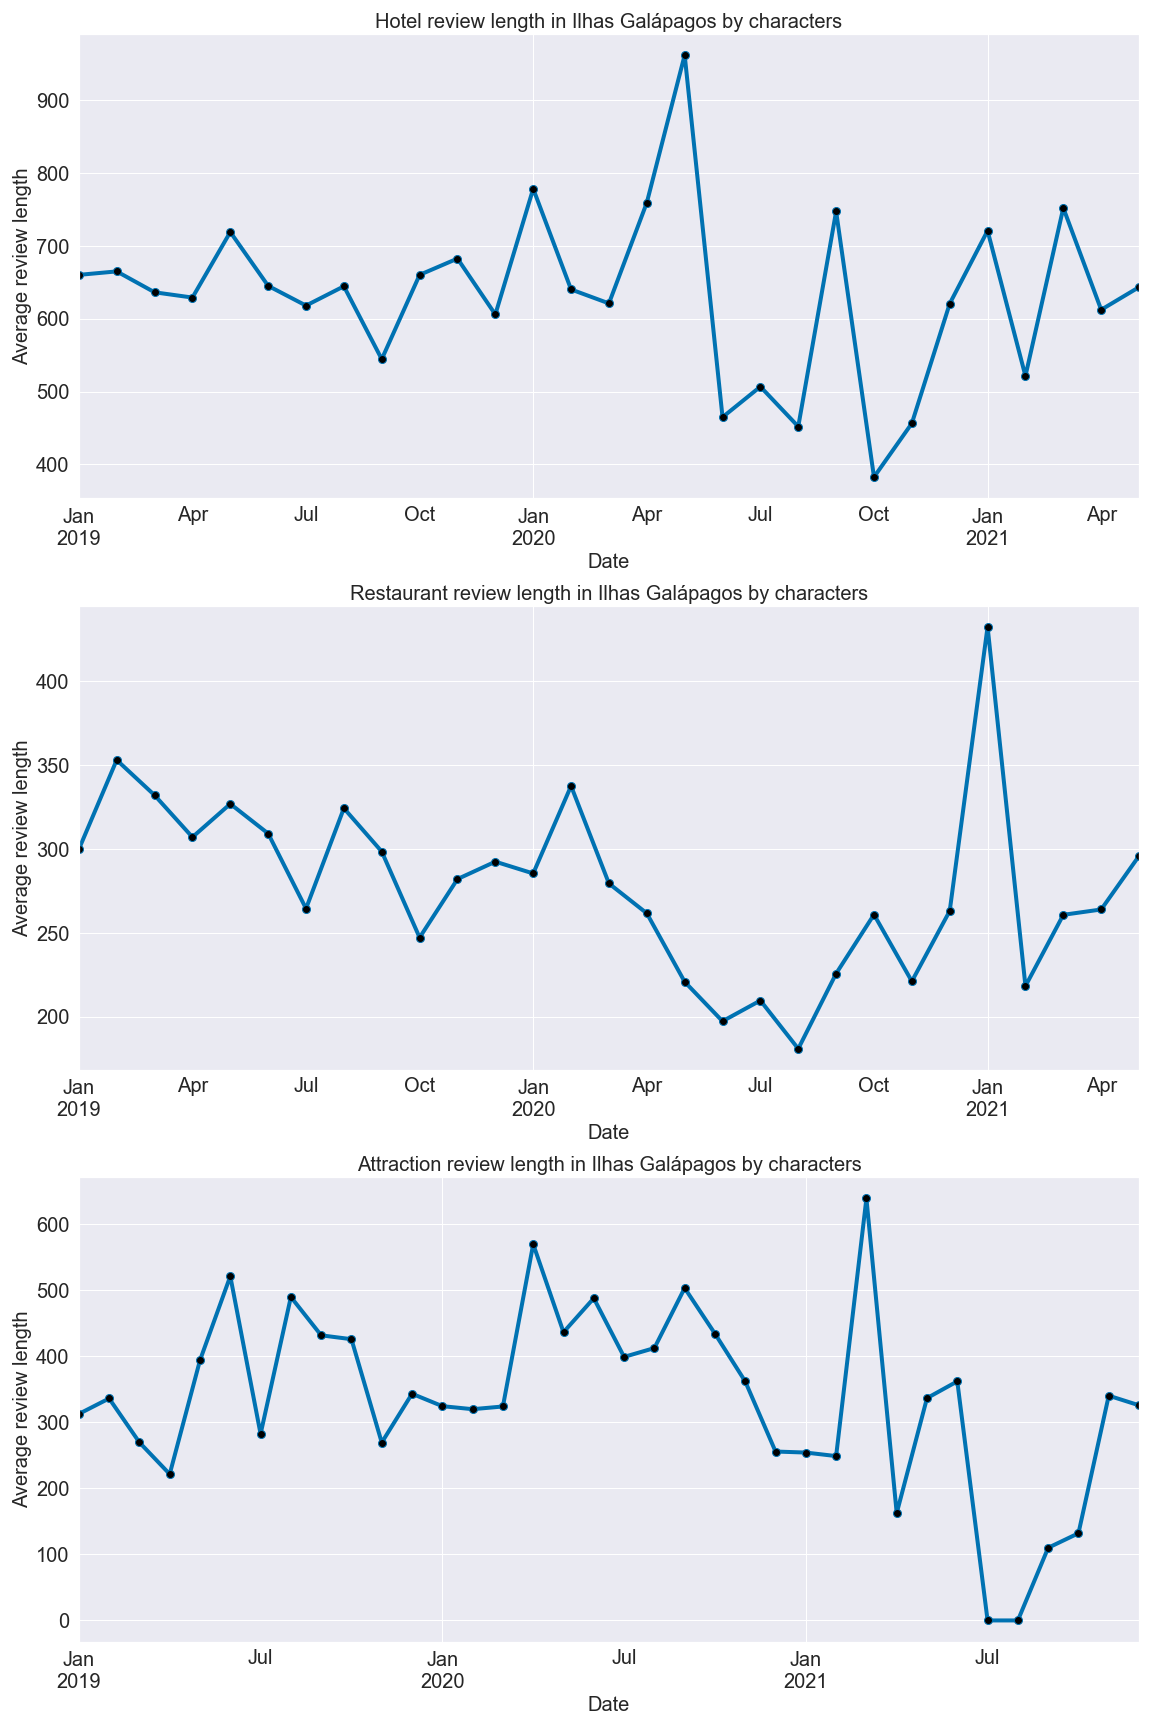 Hotel review length in Ilhas Galápagos by characters
Average review length
900
800
700
600
500
400
Jan Apr Jul Oct Jan Apr Jul Oct Jan Apr
2019 2020 2021
Date
Restaurant review length in Ilhas Galápagos by characters
Average review length
400
350
300
250
200
Jan Apr Jul Oct Jan Apr Jul Oct Jan Apr
2019 2020 2021
Date
Attraction review length in Ilhas Galápagos by characters
Average review length
600
500
400
300
200
100
0
Jan Jul Jan Jul Jan Jul
2019 2020 2021
Date